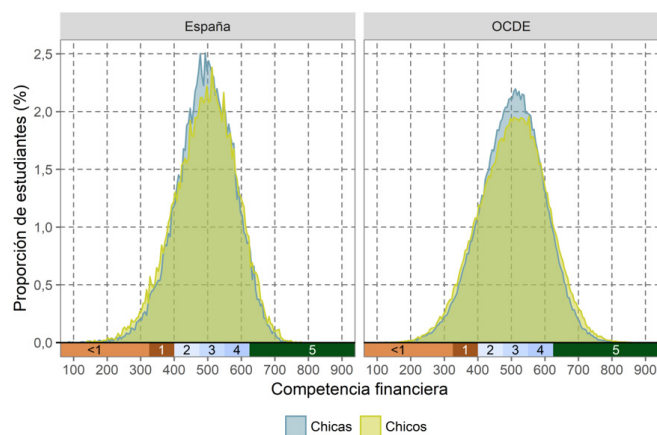 España
OCDE
Proporción de estudiantes (%)
2,5
2,0
1,5
1,0
0,5
0,0
<1 1 2 3 4 5
<1 1 2 3 4 5
100 200 300 400 500 600 700 800 900
100 200 300 400 500 600 700 800 900
Competencia financiera
Chicas Chicos